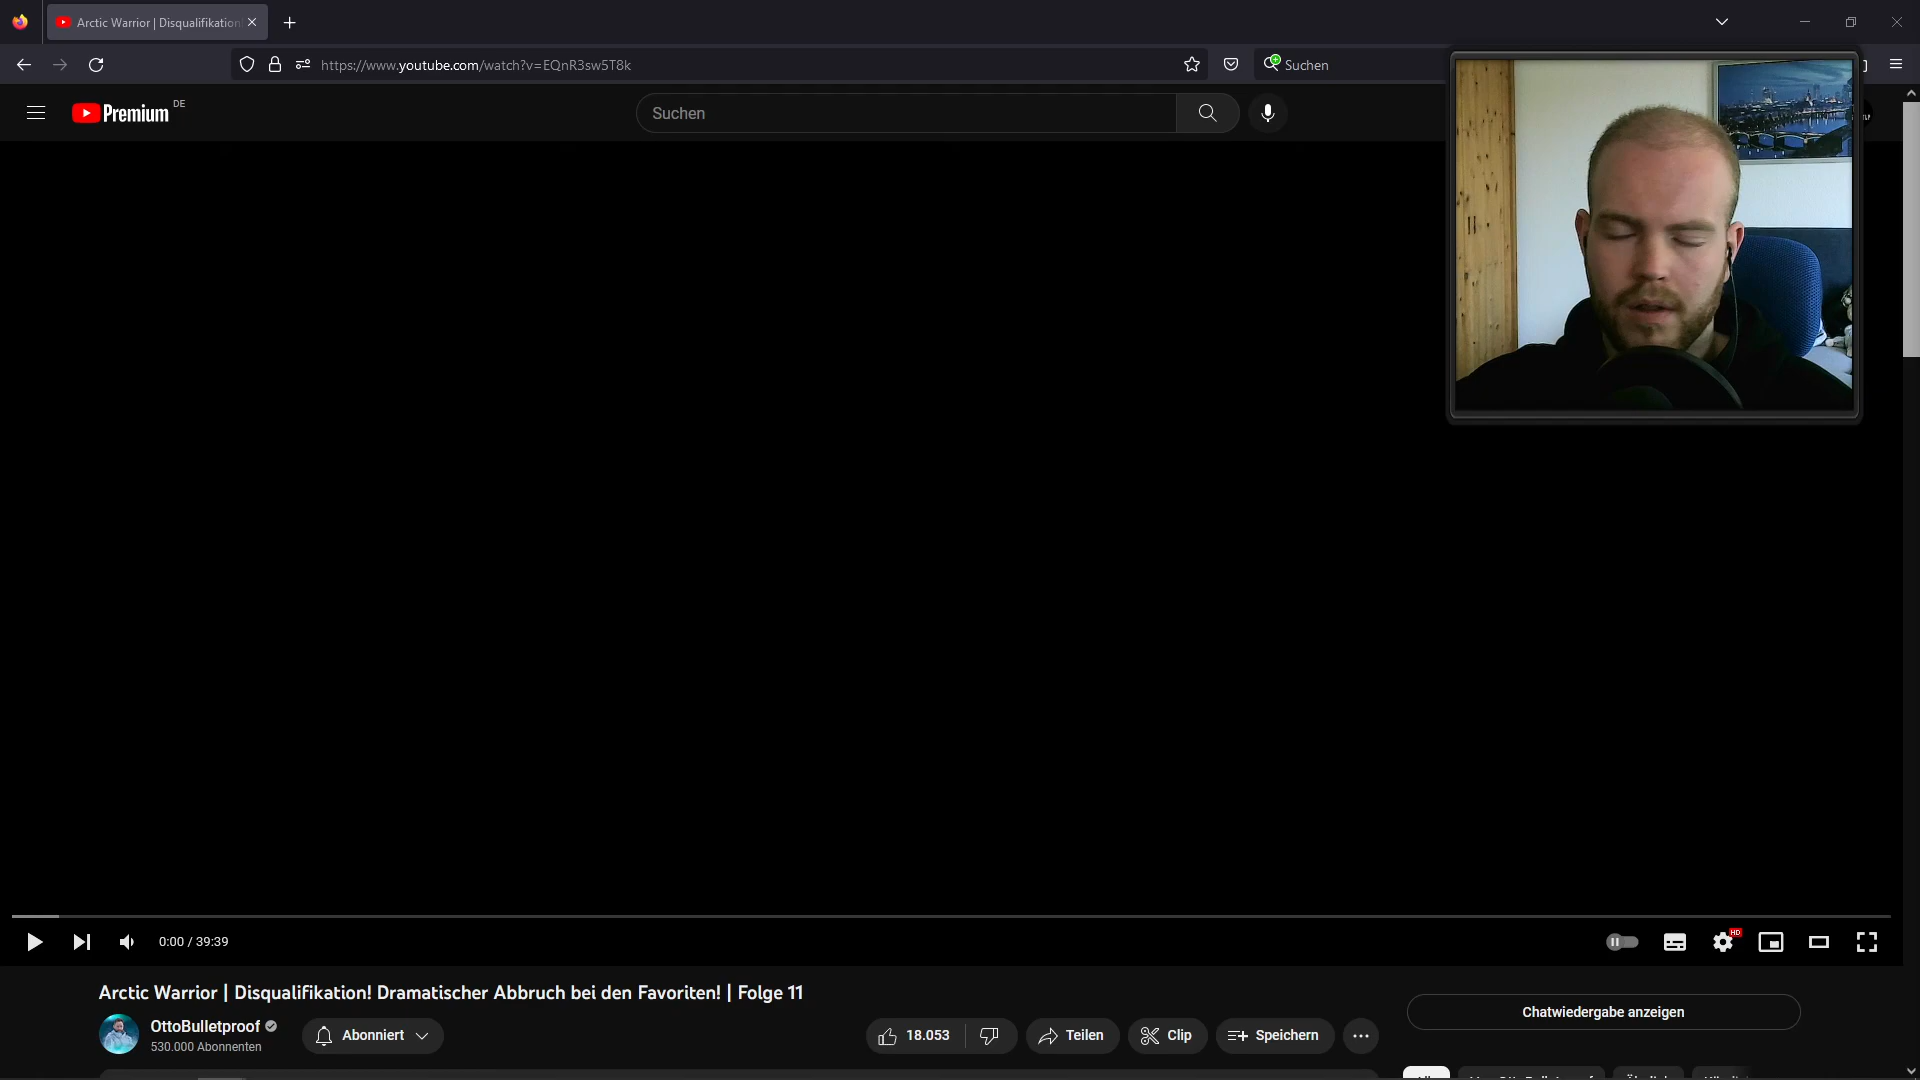 Arctic Warrior | Disqualifikation
https://www.youtube.com/watch?v=EQnR3sw5T8k
Suchen
Premium DE
Suchen
0:00 / 39:39
HD
Arctic Warrior | Disqualifikation! Dramatischer Abbruch bei den Favoriten! | Folge 11
OttoBulletproof
530.000 Abonnenten
Abonniert
18.053
Teilen
Clip
Speichern
Chatwiedergabe anzeigen